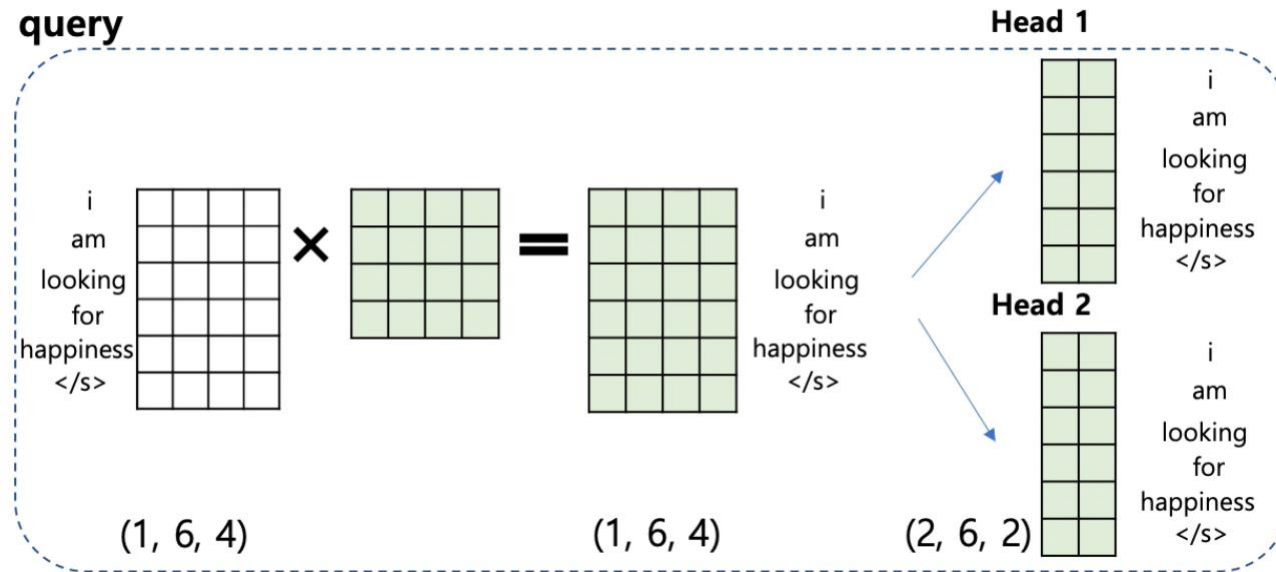 query
i
am
looking
for
happiness
</s>
×
=
i
am
looking
for
happiness
</s>
Head 1
i
am
looking
for
happiness
</s>
Head 2
i
am
looking
for
happiness
</s>
(1, 6, 4)
(1, 6, 4)
(2, 6, 2)